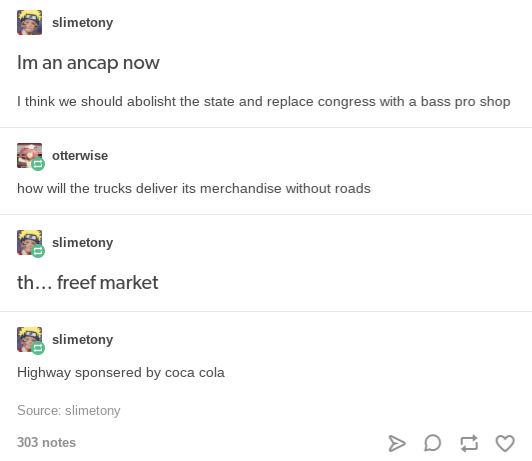 slimetony
Im an ancap now
I think we should abolisht the state and replace congress with a bass pro shop
otterwise
how will the trucks deliver its merchandise without roads
slimetony
th... freef market
slimetony
Highway sponsered by coca cola
Source: slimetony
303 notes